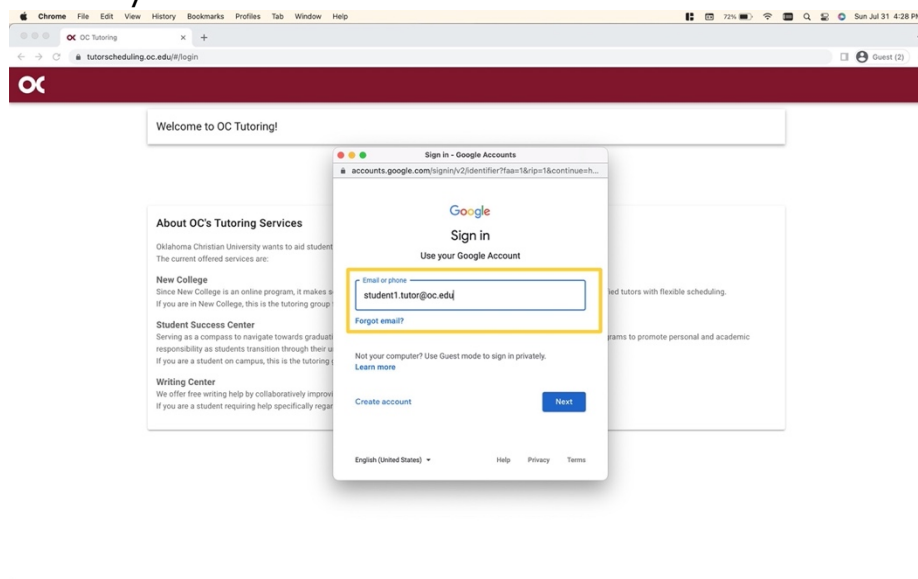 Chrome File Edit View History Bookmarks Profiles Tab Window Help 72% Sun Jul 31 4:28 PM
OC Tutoring
tutorscheduling.oc.edu/#/login Guest (2)
OC
Welcome to OC Tutoring!
Sign in - Google Accounts
accounts.google.com/signin/v2/identifier?faa=1&rip=1&continue=h...
Google
Sign in
Use your Google Account
Email or phone
student1.tutor@oc.edu
Forgot email?
Not your computer? Use Guest mode to sign in privately.
Learn more
Create account Next
English (United States) Help Privacy Terms
About OC's Tutoring Services
Oklahoma Christian University wants to aid student
The current offered services are:
New College
Since New College is an online program, it makes s ied tutors with flexible scheduling.
If you are in New College, this is the tutoring group
Student Success Center
Serving as a compass to navigate towards graduati rams to promote personal and academic
responsibility as students transition through their u
If you are a student on campus, this is the tutoring
Writing Center
We offer free writing help by collaboratively improvi
If you are a student requiring help specifically regar